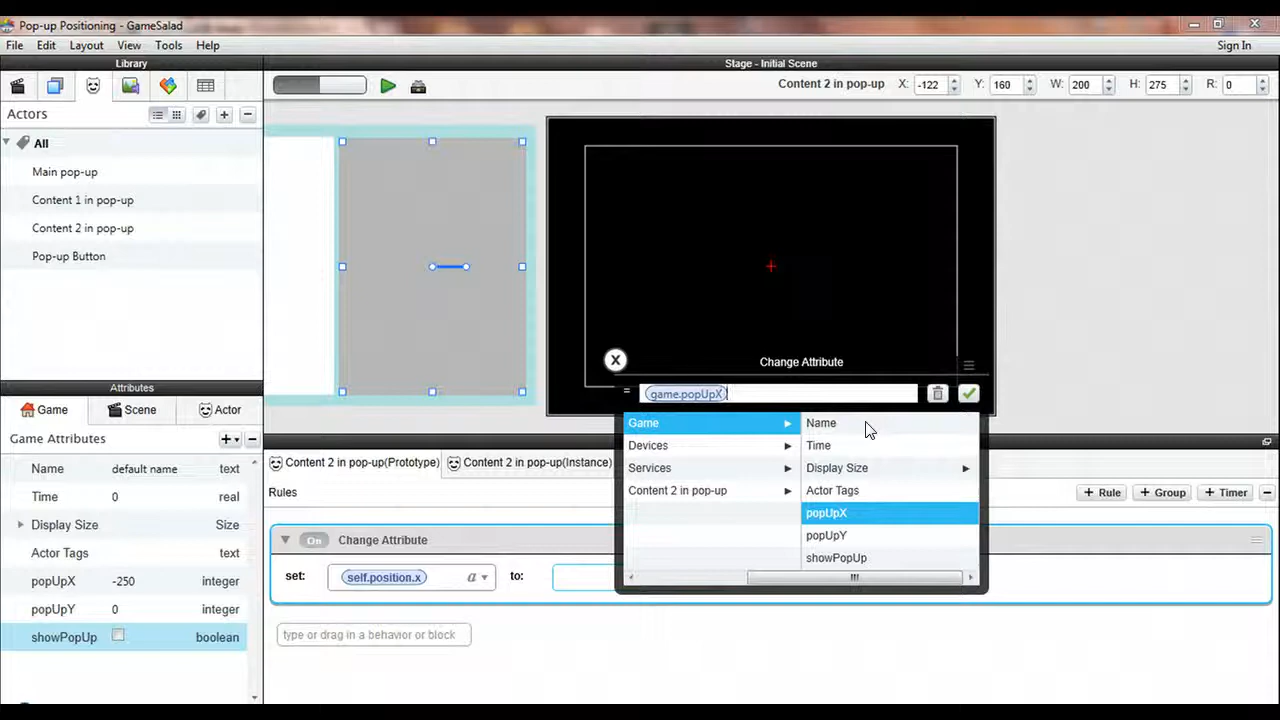 Pop-up Positioning - GameSalad
File Edit Layout View Tools Help Sign In
Library
Stage - Initial Scene
Content 2 in pop-up X: -122 Y: 160 W: 200 H: 275 R: 0
Actors
All
Main pop-up
Content 1 in pop-up
Content 2 in pop-up
Pop-up Button
X
Change Attribute
= game.popUpX
Game Name
Devices Time
Services Display Size
Content 2 in pop-up Actor Tags
popUpX
popUpY
showPopUp
Attributes
Game Scene Actor
Game Attributes
Name default name text
Time 0 real
Display Size Size
Actor Tags text
popUpX -250 integer
popUpY 0 integer
showPopUp boolean
Content 2 in pop-up(Prototype) Content 2 in pop-up(Instance)
Rules
+ Rule + Group + Timer
On Change Attribute
set: self.position.x a to:
type or drag in a behavior or block